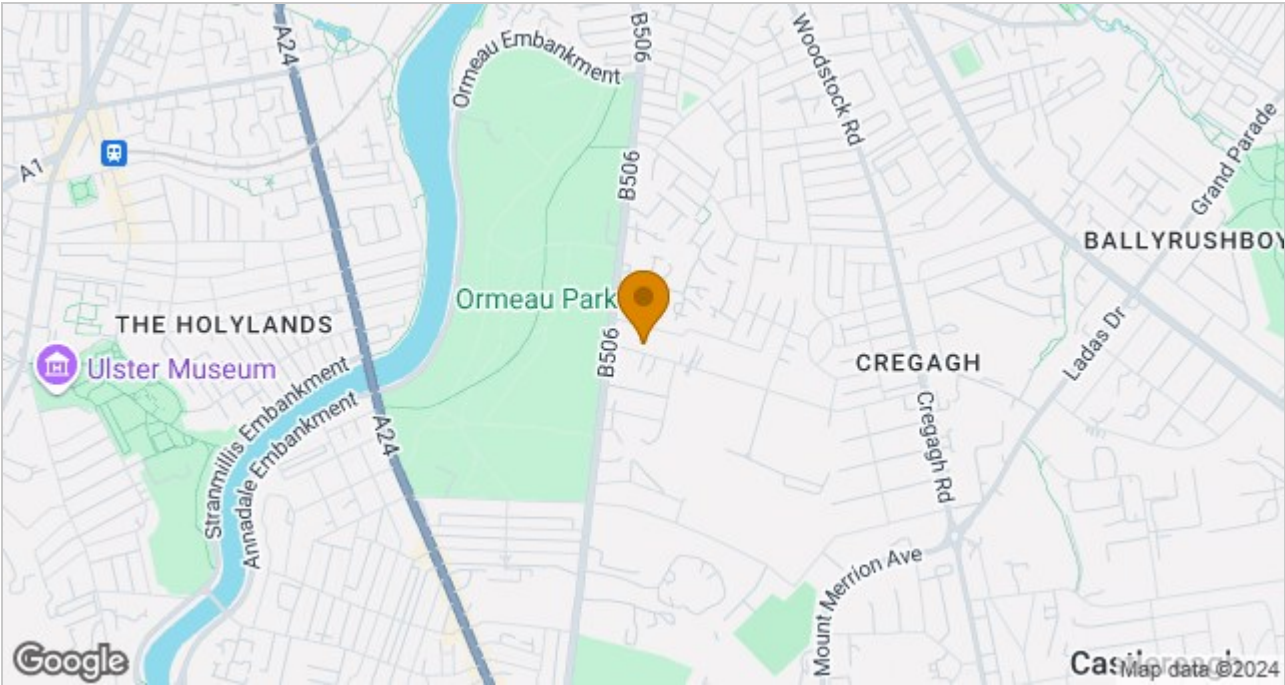 A24
Ormeau Embankment
B506
Woodstock Rd
A1
Grand Parade
B506
BALLYRUSHBOY
Ormeau Park
THE HOLYLANDS
B506
Ladas Dr
Ulster Museum
CREGAGH
Stranmillis Embankment
Annadale Embankment
A24
Cregagh Rd
Mount Merrion Ave
Google
Map data ©2024